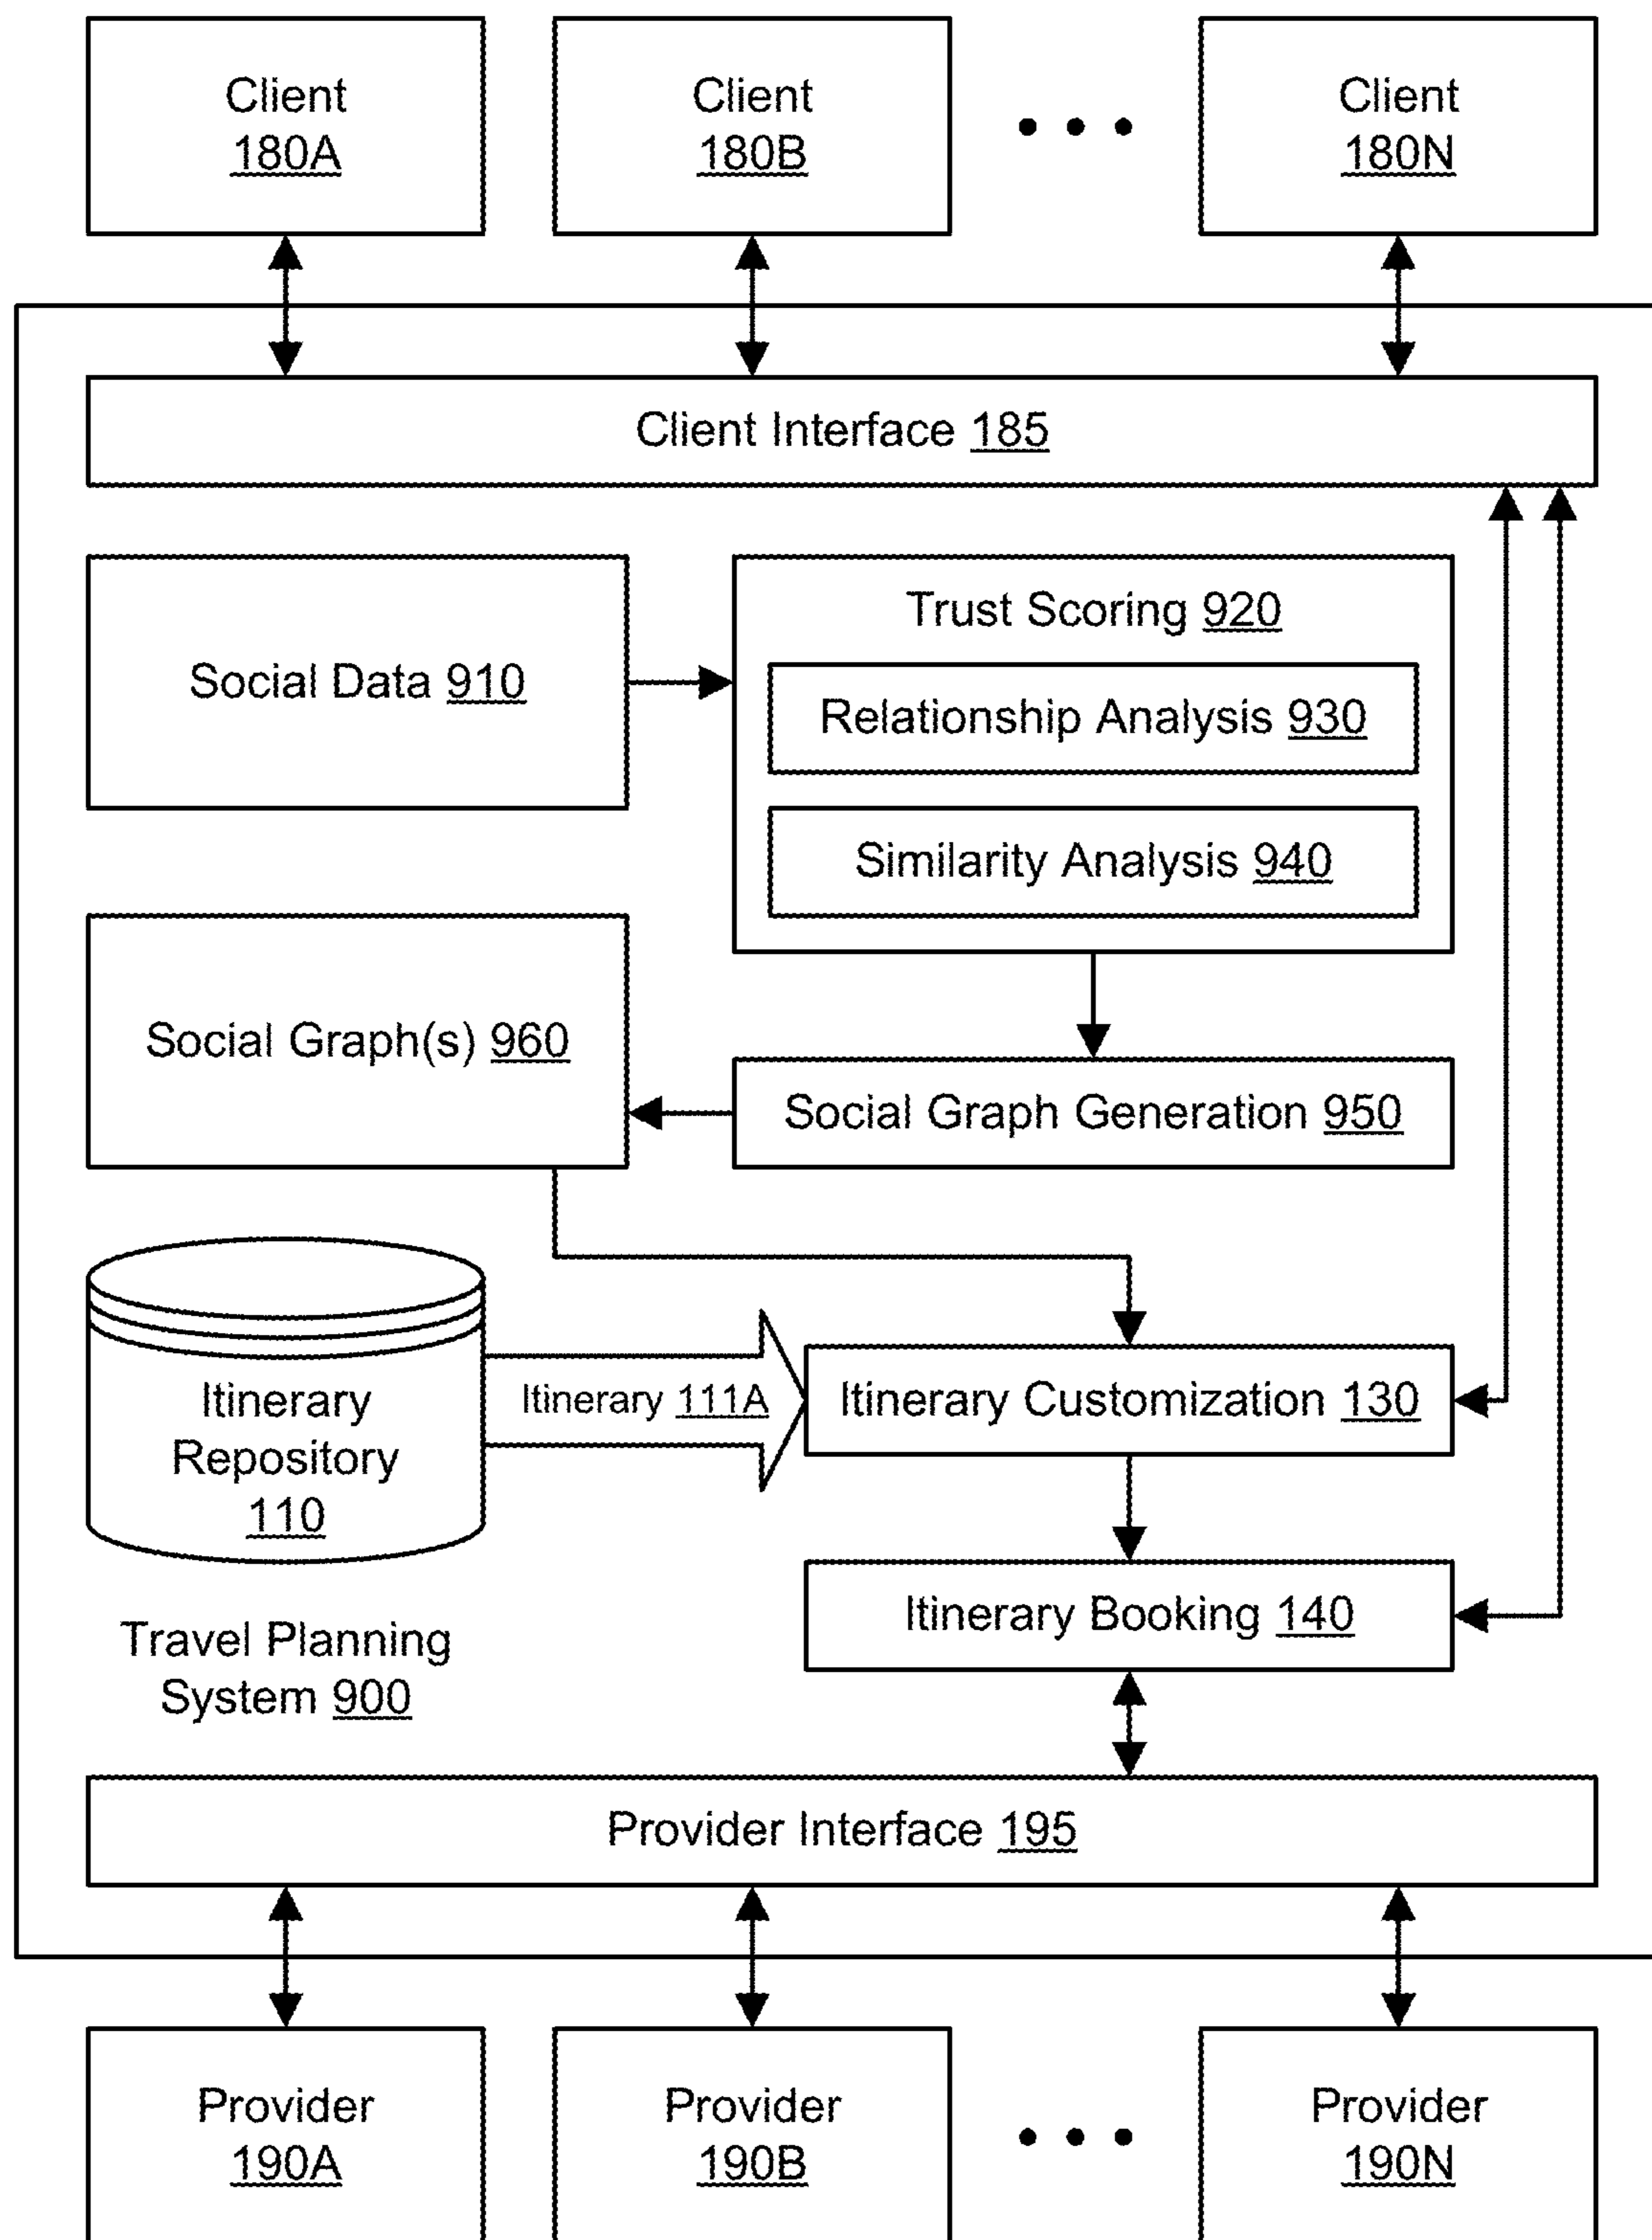 Client
180A
Client
180B
Client
180N
Client Interface 185
Social Data 910
Trust Scoring 920
Relationship Analysis 930
Similarity Analysis 940
Social Graph(s) 960
Social Graph Generation 950
Itinerary
Repository
110
Itinerary 111A
Itinerary Customization 130
Itinerary Booking 140
Travel Planning
System 900
Provider Interface 195
Provider
190A
Provider
190B
Provider
190N